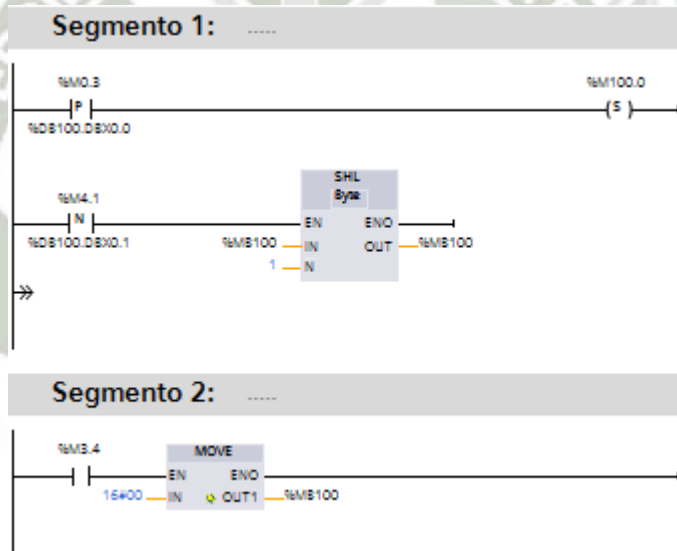 Segmento 1: .....
%M0.3 %M100.0
P S
%DB100.DBX0.0
SHL
Byte
%M4.1
N EN ENO
%DB100.DBX0.1 %MB100 IN OUT %MB100
1 N
Segmento 2: .....
%M3.4 MOVE
EN ENO
16#00 IN OUT1 %MB100